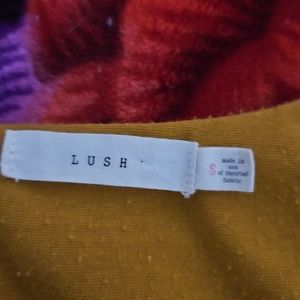 LUSH
S
made in
usa
of imported
fabric